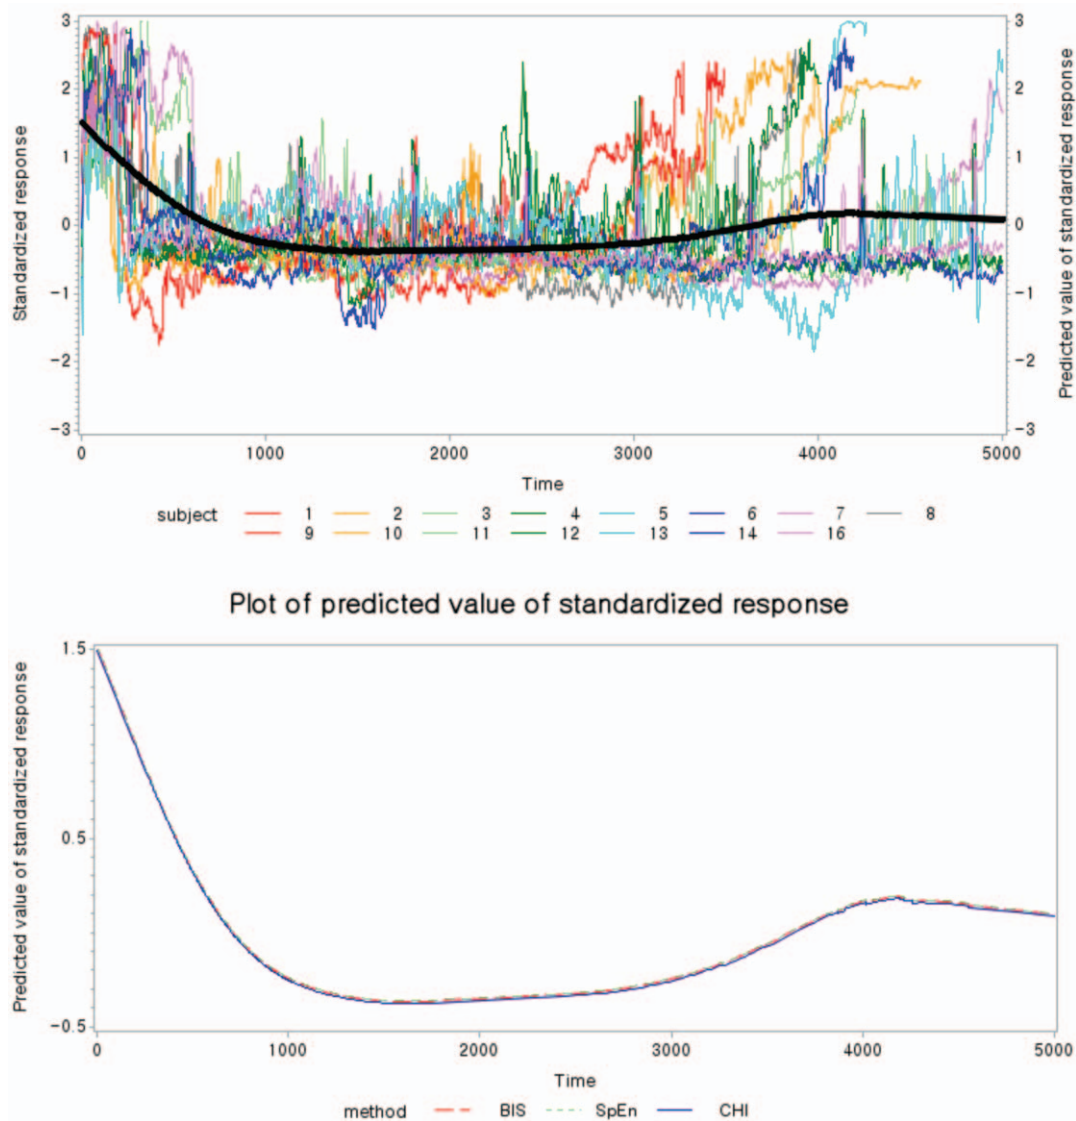 3
2
1
0
−1
−2
−3
Standardized response
3
2
1
0
−1
−2
−3
Predicted value of standardized response
0 1000 2000 3000 4000 5000
Time
subject 1 2 3 4 5 6 7 8
9 10 11 12 13 14 16
Plot of predicted value of standardized response
1.5
0.5
−0.5
Predicted value of standardized response
0 1000 2000 3000 4000 5000
Time
method BIS SpEn CHI